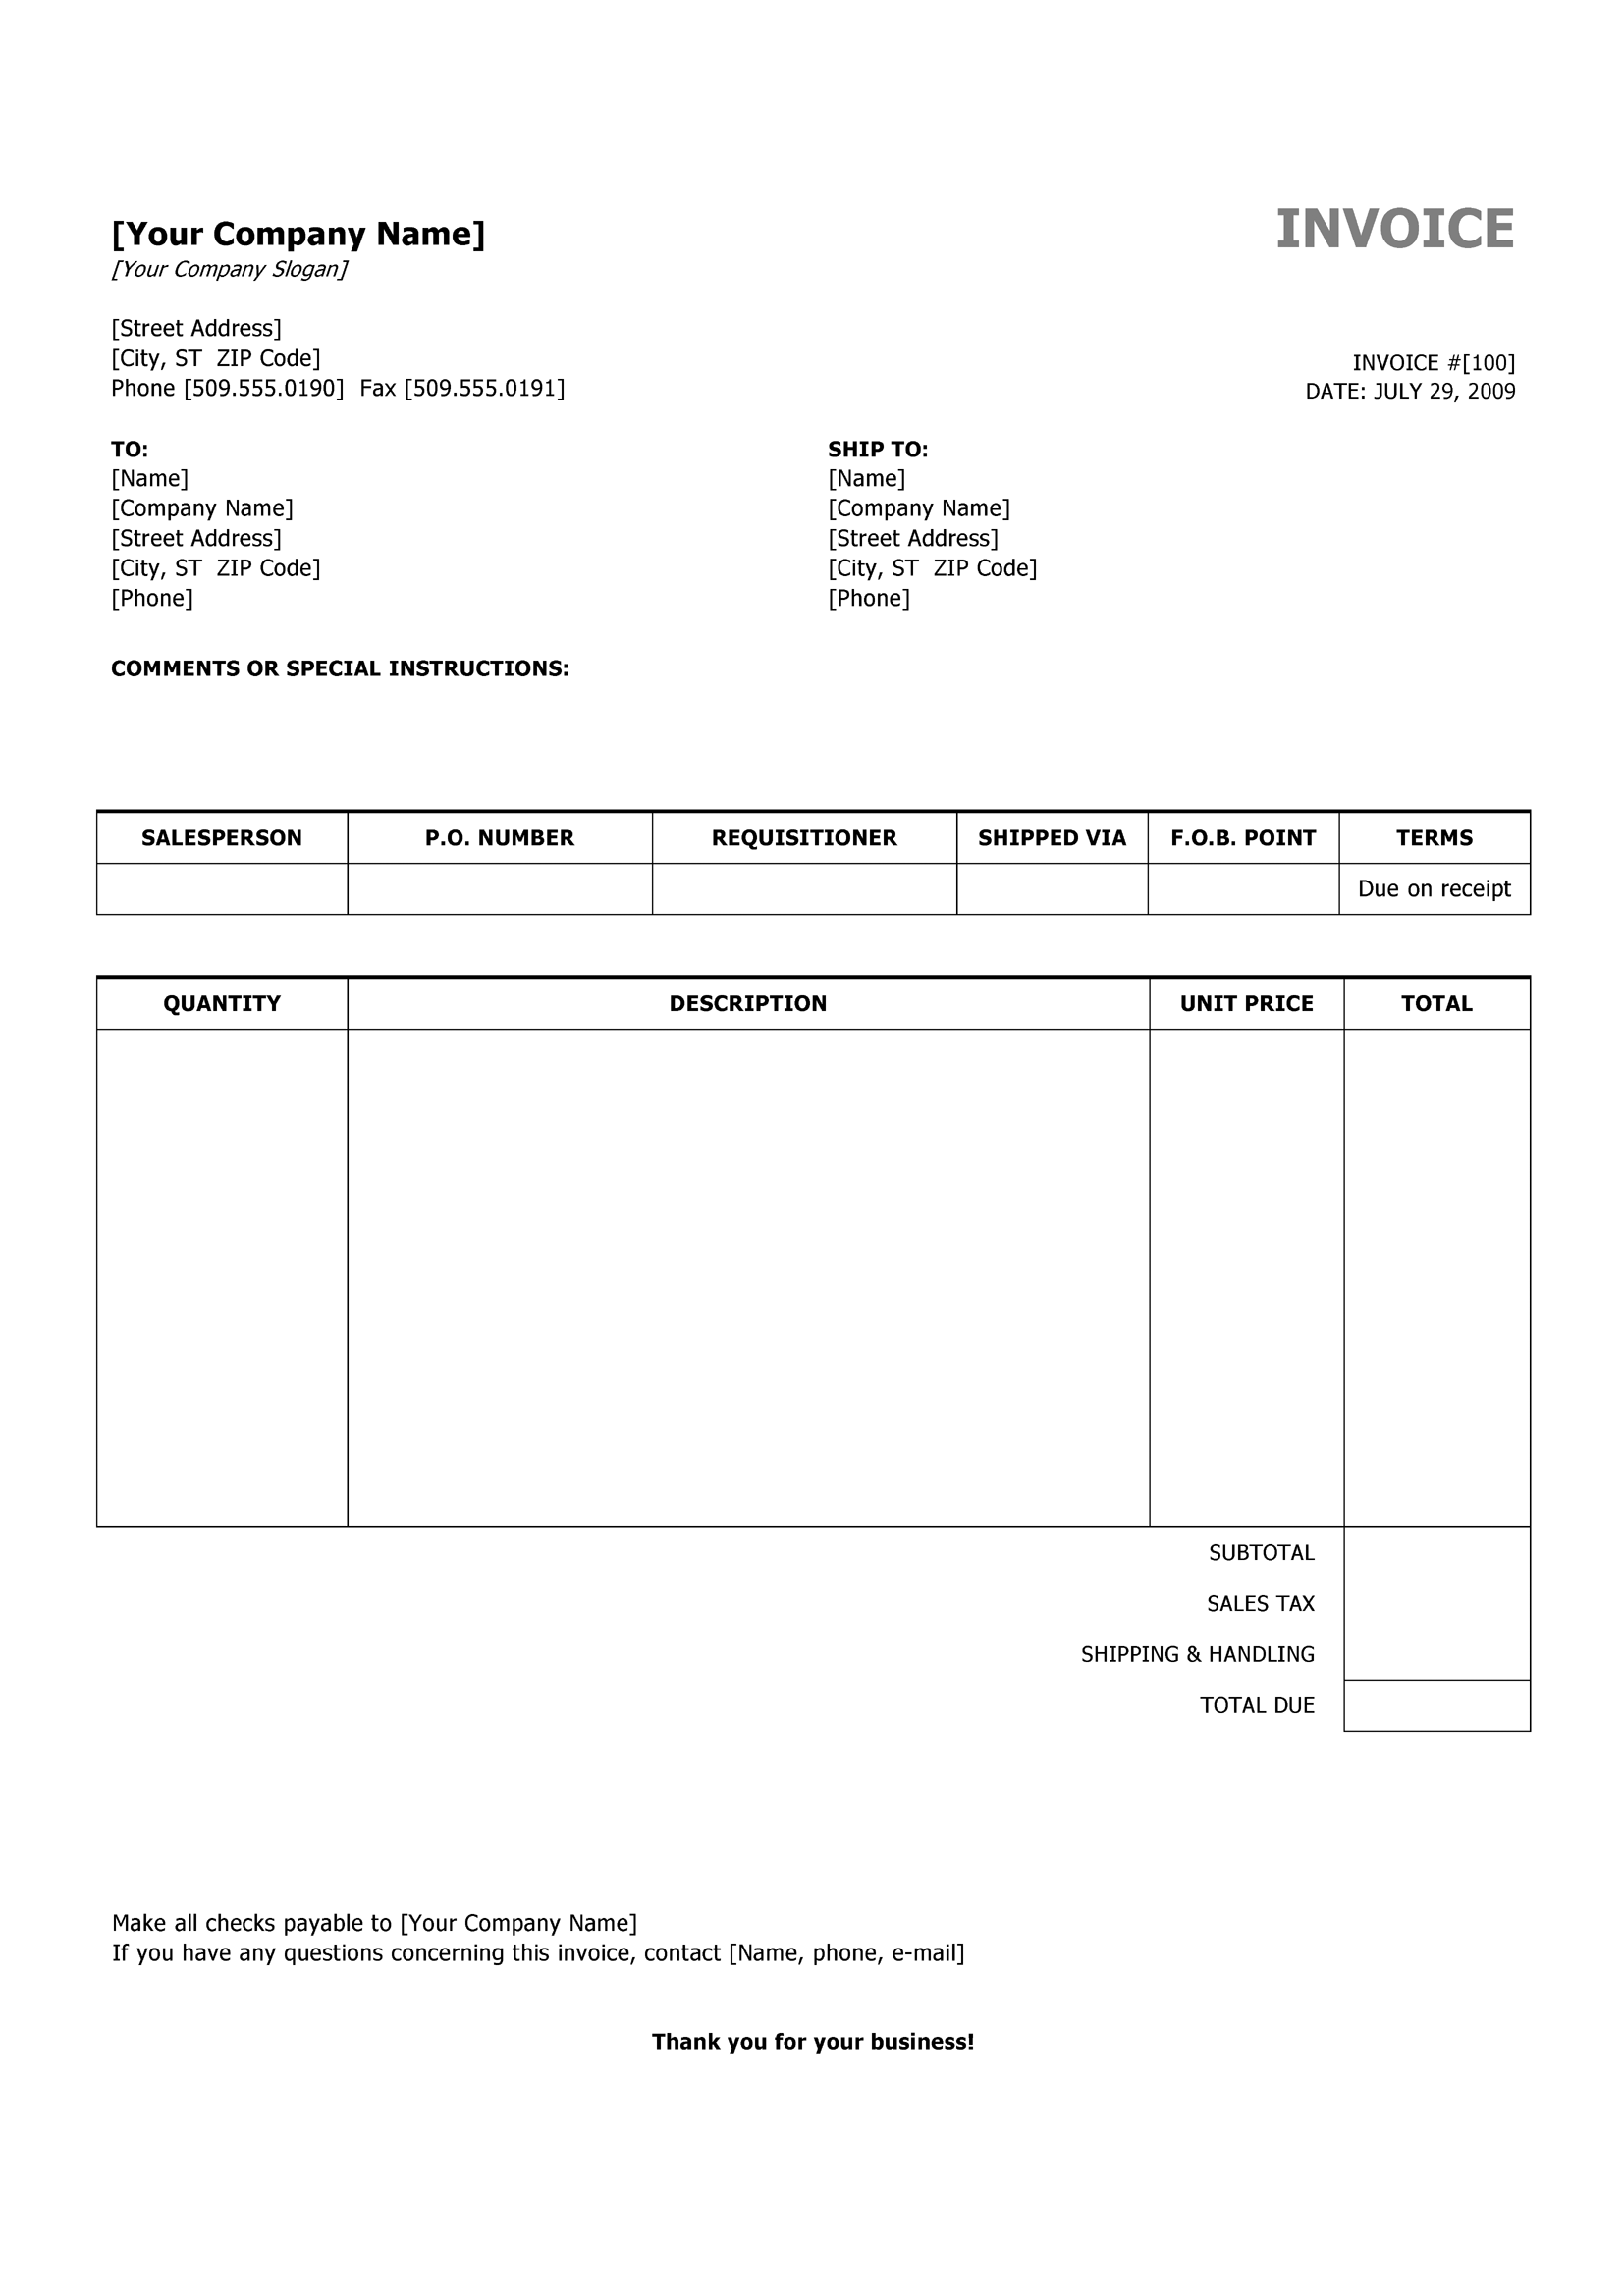 [Your Company Name]
INVOICE
[Your Company Slogan]
[Street Address]
[City, ST  ZIP Code]
Phone [509.555.0190]  Fax [509.555.0191]
INVOICE #[100]
DATE: JULY 29, 2009
TO:
[Name]
[Company Name]
[Street Address]
[City, ST  ZIP Code]
[Phone]
SHIP TO:
[Name]
[Company Name]
[Street Address]
[City, ST  ZIP Code]
[Phone]
COMMENTS OR SPECIAL INSTRUCTIONS:
SALESPERSON P.O. NUMBER REQUISITIONER SHIPPED VIA F.O.B. POINT TERMS
Due on receipt
QUANTITY DESCRIPTION UNIT PRICE TOTAL
SUBTOTAL
SALES TAX
SHIPPING & HANDLING
TOTAL DUE
Make all checks payable to [Your Company Name]
If you have any questions concerning this invoice, contact [Name, phone, e-mail]
Thank you for your business!